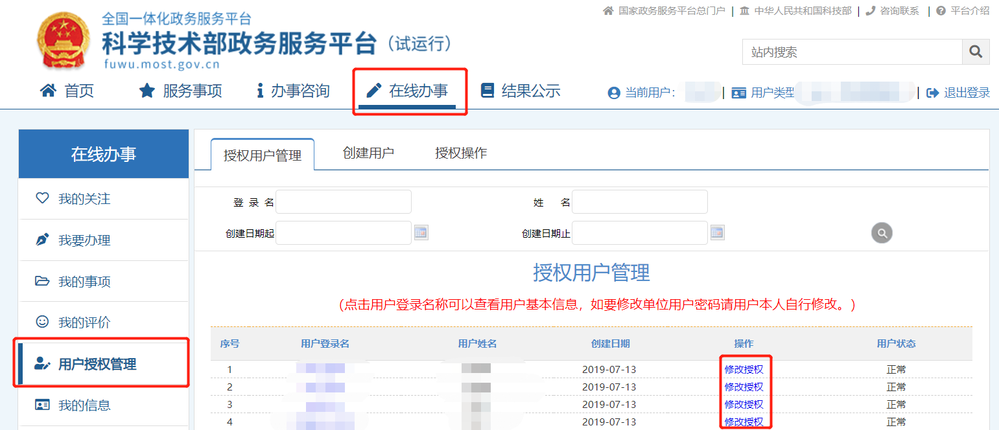 国家政务服务平台总门户 | 中华人民共和国科技部 | 咨询联系 | 平台介绍
全国一体化政务服务平台
科学技术部政务服务平台（试运行）
fuwu.most.gov.cn
站内搜索
首页 服务事项 办事咨询 在线办事 结果公示 当前用户： | 用户类型 | 退出登录
在线办事
我的关注
我要办理
我的事项
我的评价
用户授权管理
我的信息
授权用户管理 创建用户 授权操作
登 录 名 姓 名
创建日期起 创建日期止
授权用户管理
（点击用户登录名称可以查看用户基本信息，如要修改单位用户密码请用户本人自行修改。）
序号 用户登录名 用户姓名 创建日期 操作 用户状态
1 2019-07-13 修改授权 正常
2 2019-07-13 修改授权 正常
3 2019-07-13 修改授权 正常
4 2019-07-13 修改授权 正常